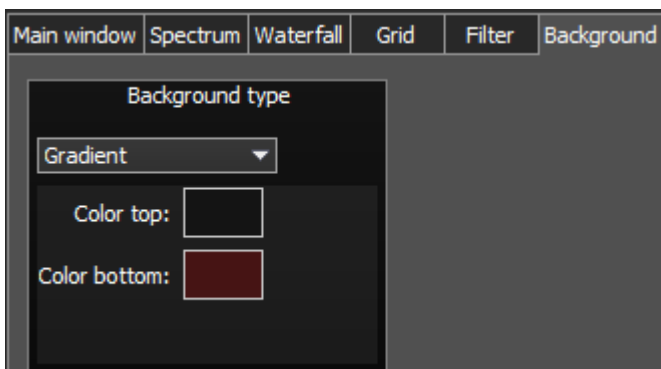 Main window Spectrum Waterfall Grid Filter Background
Background type
Gradient
Color top:
Color bottom: